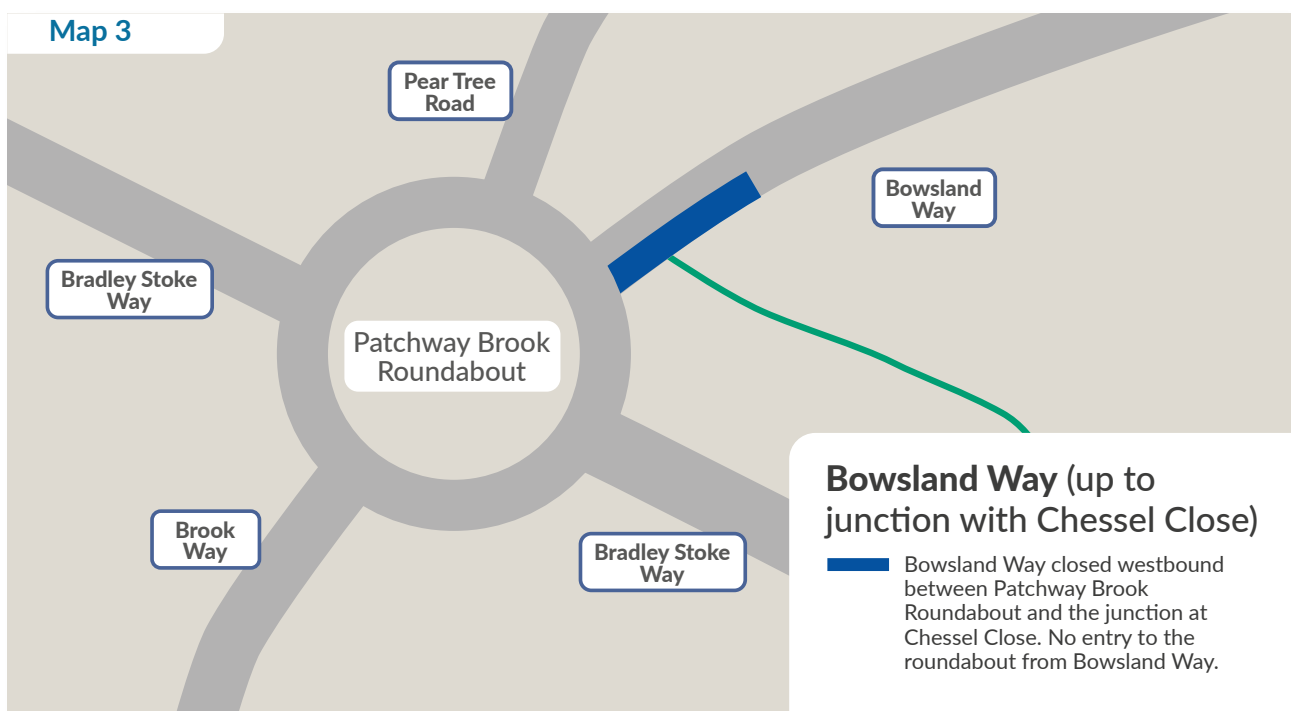 Map 3
Pear Tree
Road
Bowsland
Way
Bradley Stoke
Way
Patchway Brook
Roundabout
Brook
Way
Bradley Stoke
Way
Bowsland Way (up to
junction with Chessel Close)
Bowsland Way closed westbound
between Patchway Brook
Roundabout and the junction at
Chessel Close. No entry to the
roundabout from Bowsland Way.